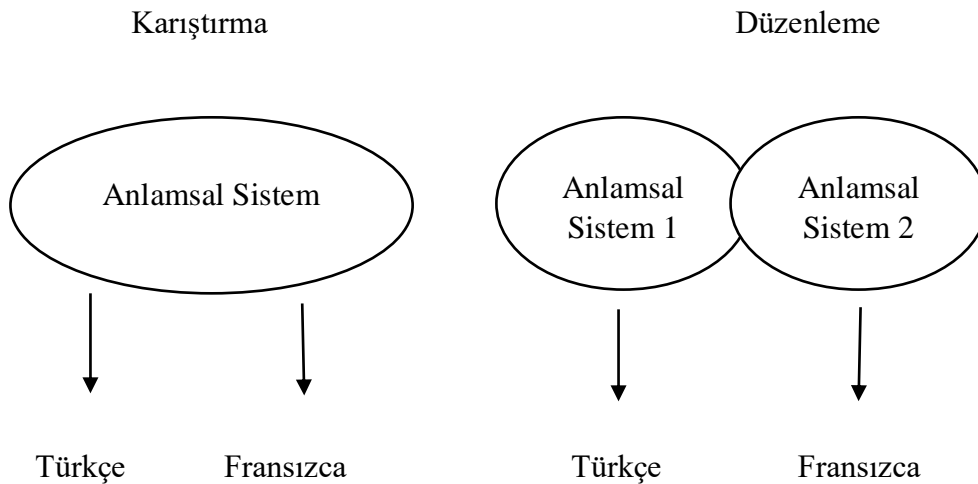 Karıştırma
Düzenleme
Anlamsal Sistem
Anlamsal
Sistem 1
Anlamsal
Sistem 2
Türkçe
Fransızca
Türkçe
Fransızca